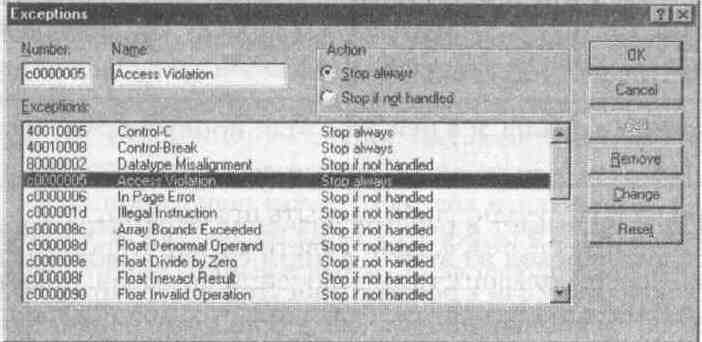 Exceptions
Number:
Name:
Action
OK
c0000005
Access Violation
Stop always
Stop if not handled
Cancel
Exceptions:
Add
40010005 Control-C Stop always
40010008 Control-Break Stop always
80000002 Datatype Misalignment Stop if not handled
Remove
c0000005 Access Violation Stop always
c0000006 In Page Error Stop if not handled
c000001d Illegal Instruction Stop if not handled
Change
c000008c Array Bounds Exceeded Stop if not handled
c000008d Float Denormal Operand Stop if not handled
Reset
c000008e Float Divide by Zero Stop if not handled
c000008f Float Inexact Result Stop if not handled
c0000090 Float Invalid Operation Stop if not handled